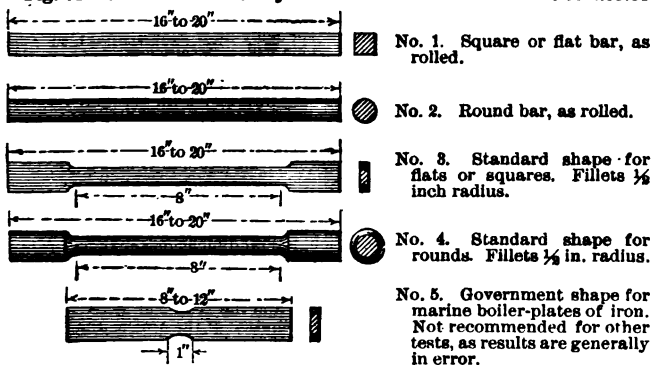 16" to 20"
No. 1. Square or flat bar, as
rolled.
16" to 20"
No. 2. Round bar, as rolled.
16" to 20"
No. 3. Standard shape for
flats or squares. Fillets ½
inch radius.
8"
16" to 20"
No. 4. Standard shape for
rounds. Fillets ½ in. radius.
8"
8" to 12"
No. 5. Government shape for
marine boiler-plates of iron.
Not recommended for other
tests, as results are generally
in error.
1"